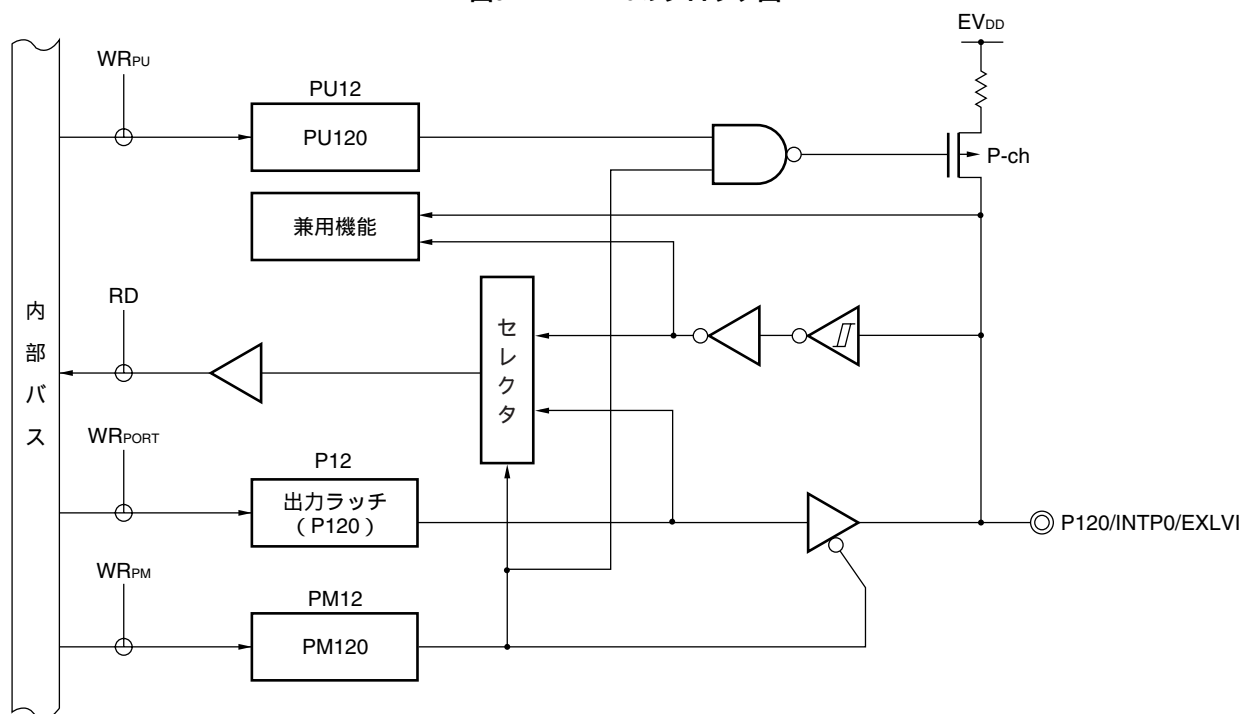 EVDD
WRPU
PU12
PU120
P-ch
兼用機能
内部バス
RD
セレクタ
WRPORT
P12
出力ラッチ
(P120)
P120/INTP0/EXLVI
WRPM
PM12
PM120